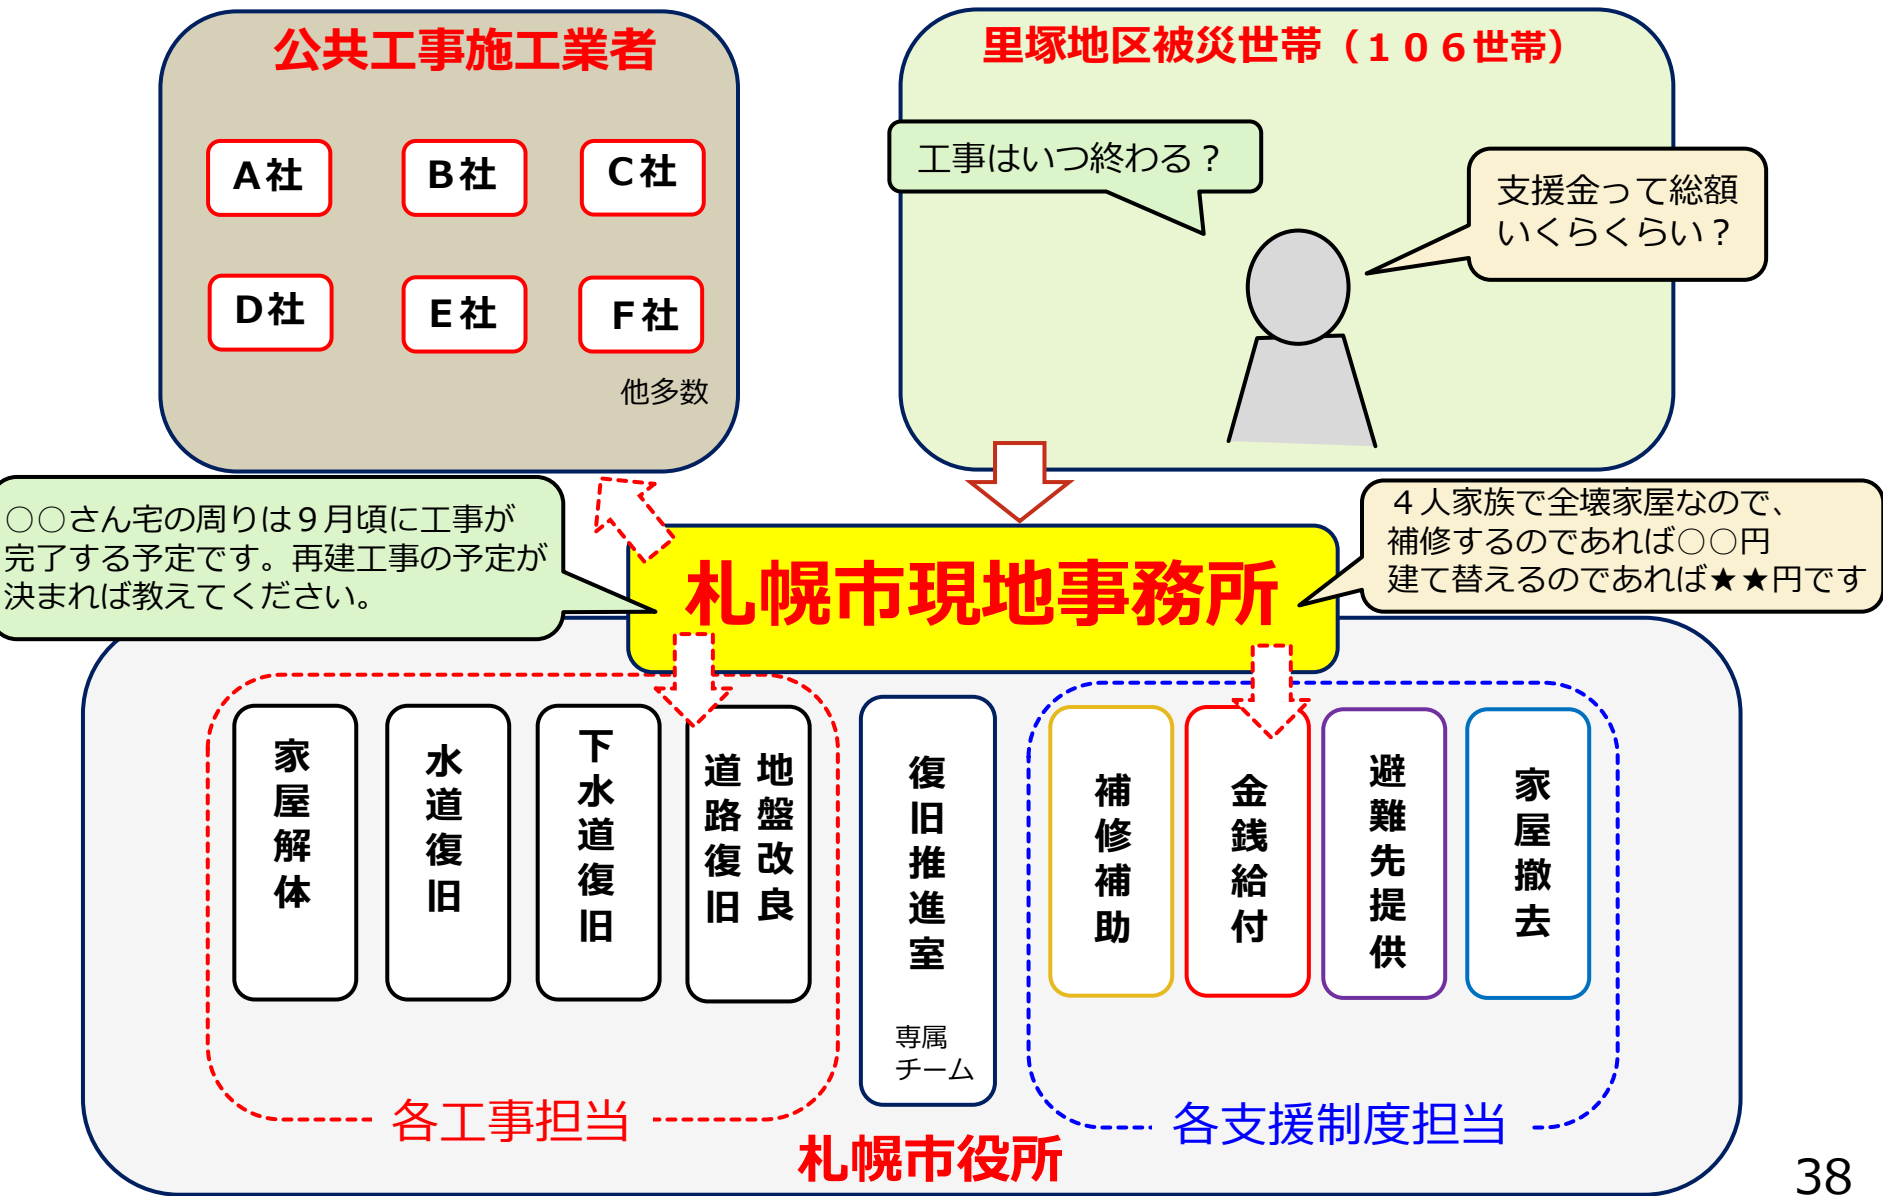 公共工事施工業者
A社
B社
C社
D社
E社
F社
他多数
里塚地区被災世帯（１０６世帯）
工事はいつ終わる？
支援金って総額
いくらくらい？
○○さん宅の周りは９月頃に工事が
完了する予定です。再建工事の予定が
決まれば教えてください。
札幌市現地事務所
４人家族で全壊家屋なので、
補修するのであれば○○円
建て替えるのであれば★★円です
家屋解体
水道復旧
下水道復旧
地盤改良
道路復旧
各工事担当
復旧推進室
専属
チーム
補修補助
金銭給付
避難先提供
家屋撤去
各支援制度担当
札幌市役所
38